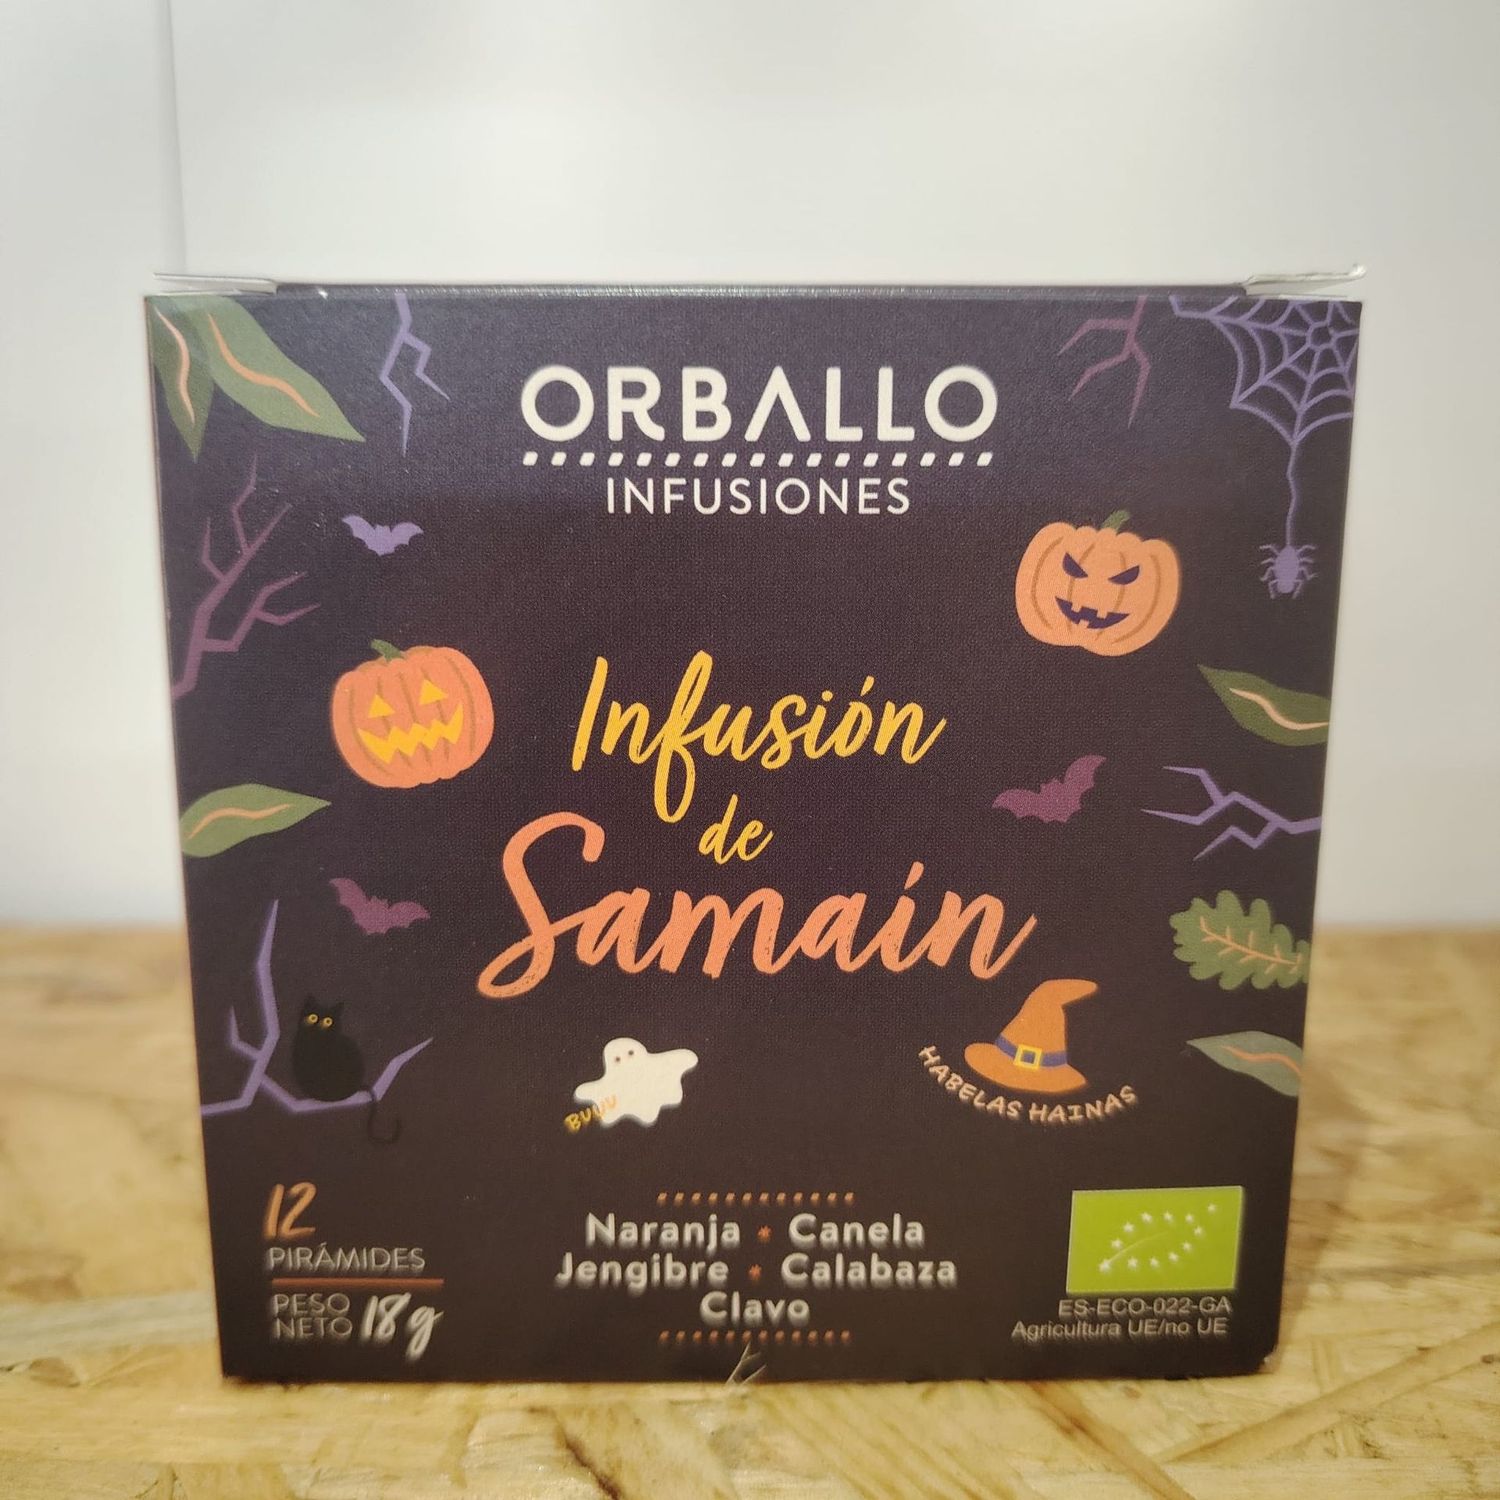 ORBALLO
INFUSIONES
Infusión
de
Samaín
BUUU
HABELAS HAINAS
12
PIRÁMIDES
PESO
NETO 18g
Naranja * Canela
Jengibre * Calabaza
Clavo
ES-ECO-022-GA
Agricultura UE/no UE